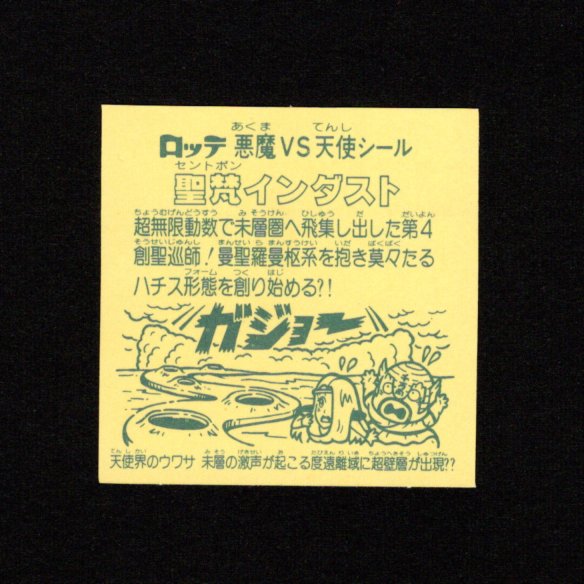 ロッテ 悪魔VS天使シール
聖梵インダスト
超無限動数で未層圏へ飛集し出した第4
創聖巡師!曼聖羅曼枢系を抱き莫々たる
ハチス形態を創り始める?!
ガジョー
天使界のウワサ 未層の激声が起こる度遠離域に超壁層が出現??